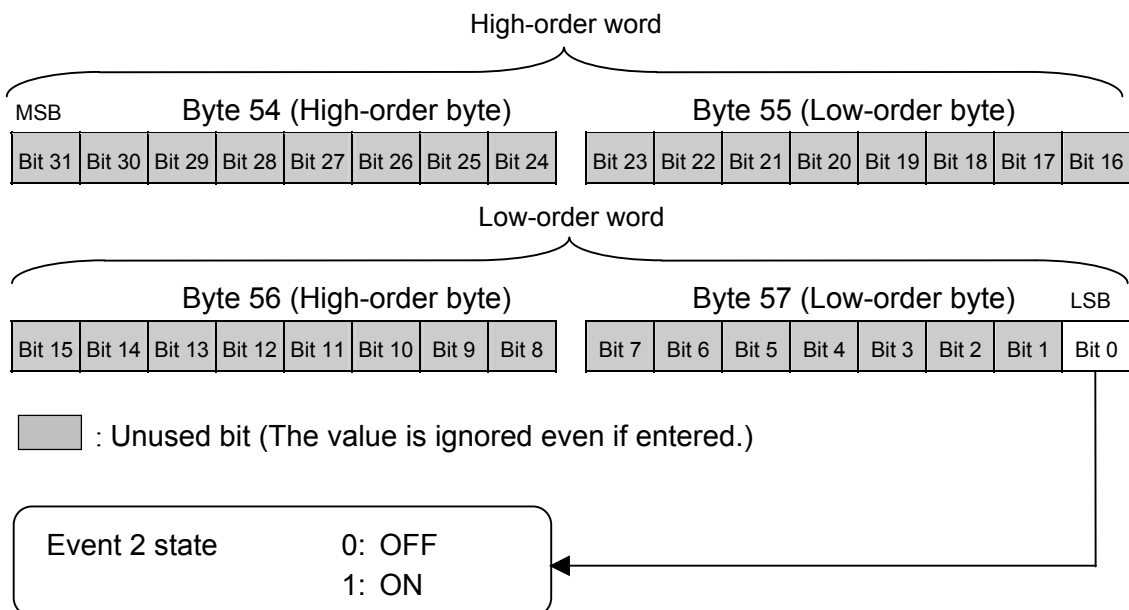 High-order word
MSB Byte 54 (High-order byte) Byte 55 (Low-order byte)
Bit 31 Bit 30 Bit 29 Bit 28 Bit 27 Bit 26 Bit 25 Bit 24 Bit 23 Bit 22 Bit 21 Bit 20 Bit 19 Bit 18 Bit 17 Bit 16
Low-order word
Byte 56 (High-order byte) Byte 57 (Low-order byte) LSB
Bit 15 Bit 14 Bit 13 Bit 12 Bit 11 Bit 10 Bit 9 Bit 8 Bit 7 Bit 6 Bit 5 Bit 4 Bit 3 Bit 2 Bit 1 Bit 0
: Unused bit (The value is ignored even if entered.)
Event 2 state 0: OFF
1: ON